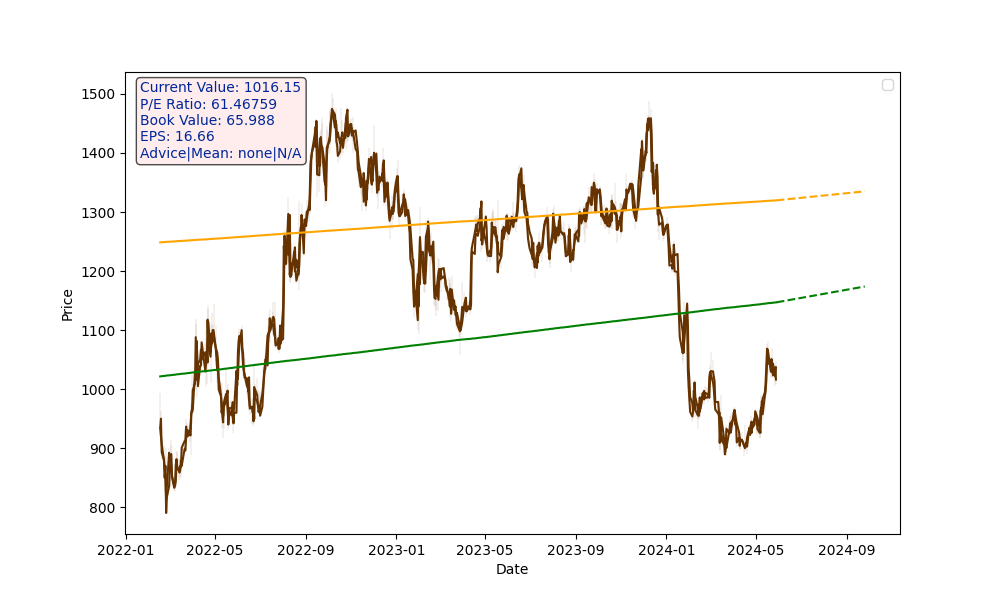 Current Value: 1016.15
P/E Ratio: 61.46759
Book Value: 65.988
EPS: 16.66
Advice|Mean: none|N/A
1500
1400
1300
1200
1100
1000
900
800
Price
2022-01 2022-05 2022-09 2023-01 2023-05 2023-09 2024-01 2024-05 2024-09
Date